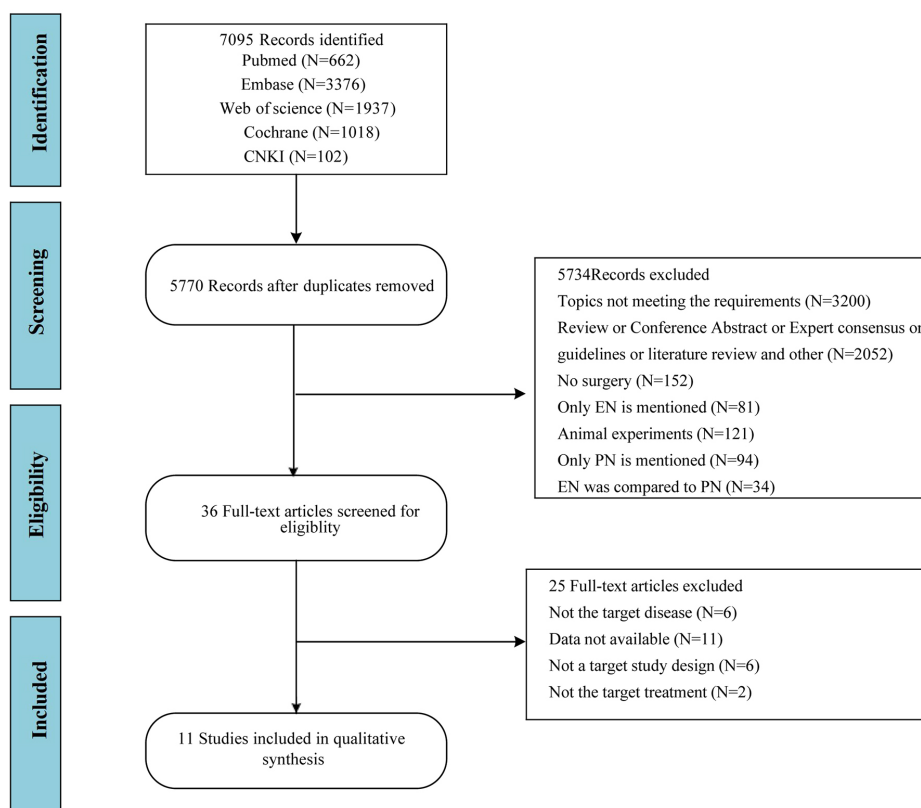 Identification
7095 Records identified
Pubmed (N=662)
Embase (N=3376)
Web of science (N=1937)
Cochrane (N=1018)
CNKI (N=102)
Screening
5770 Records after duplicates removed
5734Records excluded
Topics not meeting the requirements (N=3200)
Review or Conference Abstract or Expert consensus or
guidelines or literature review and other (N=2052)
No surgery (N=152)
Only EN is mentioned (N=81)
Animal experiments (N=121)
Only PN is mentioned (N=94)
EN was compared to PN (N=34)
Eligibility
36 Full-text articles screened for
eligiblity
25 Full-text articles excluded
Not the target disease (N=6)
Data not available (N=11)
Not a target study design (N=6)
Not the target treatment (N=2)
Included
11 Studies included in qualitative
synthesis